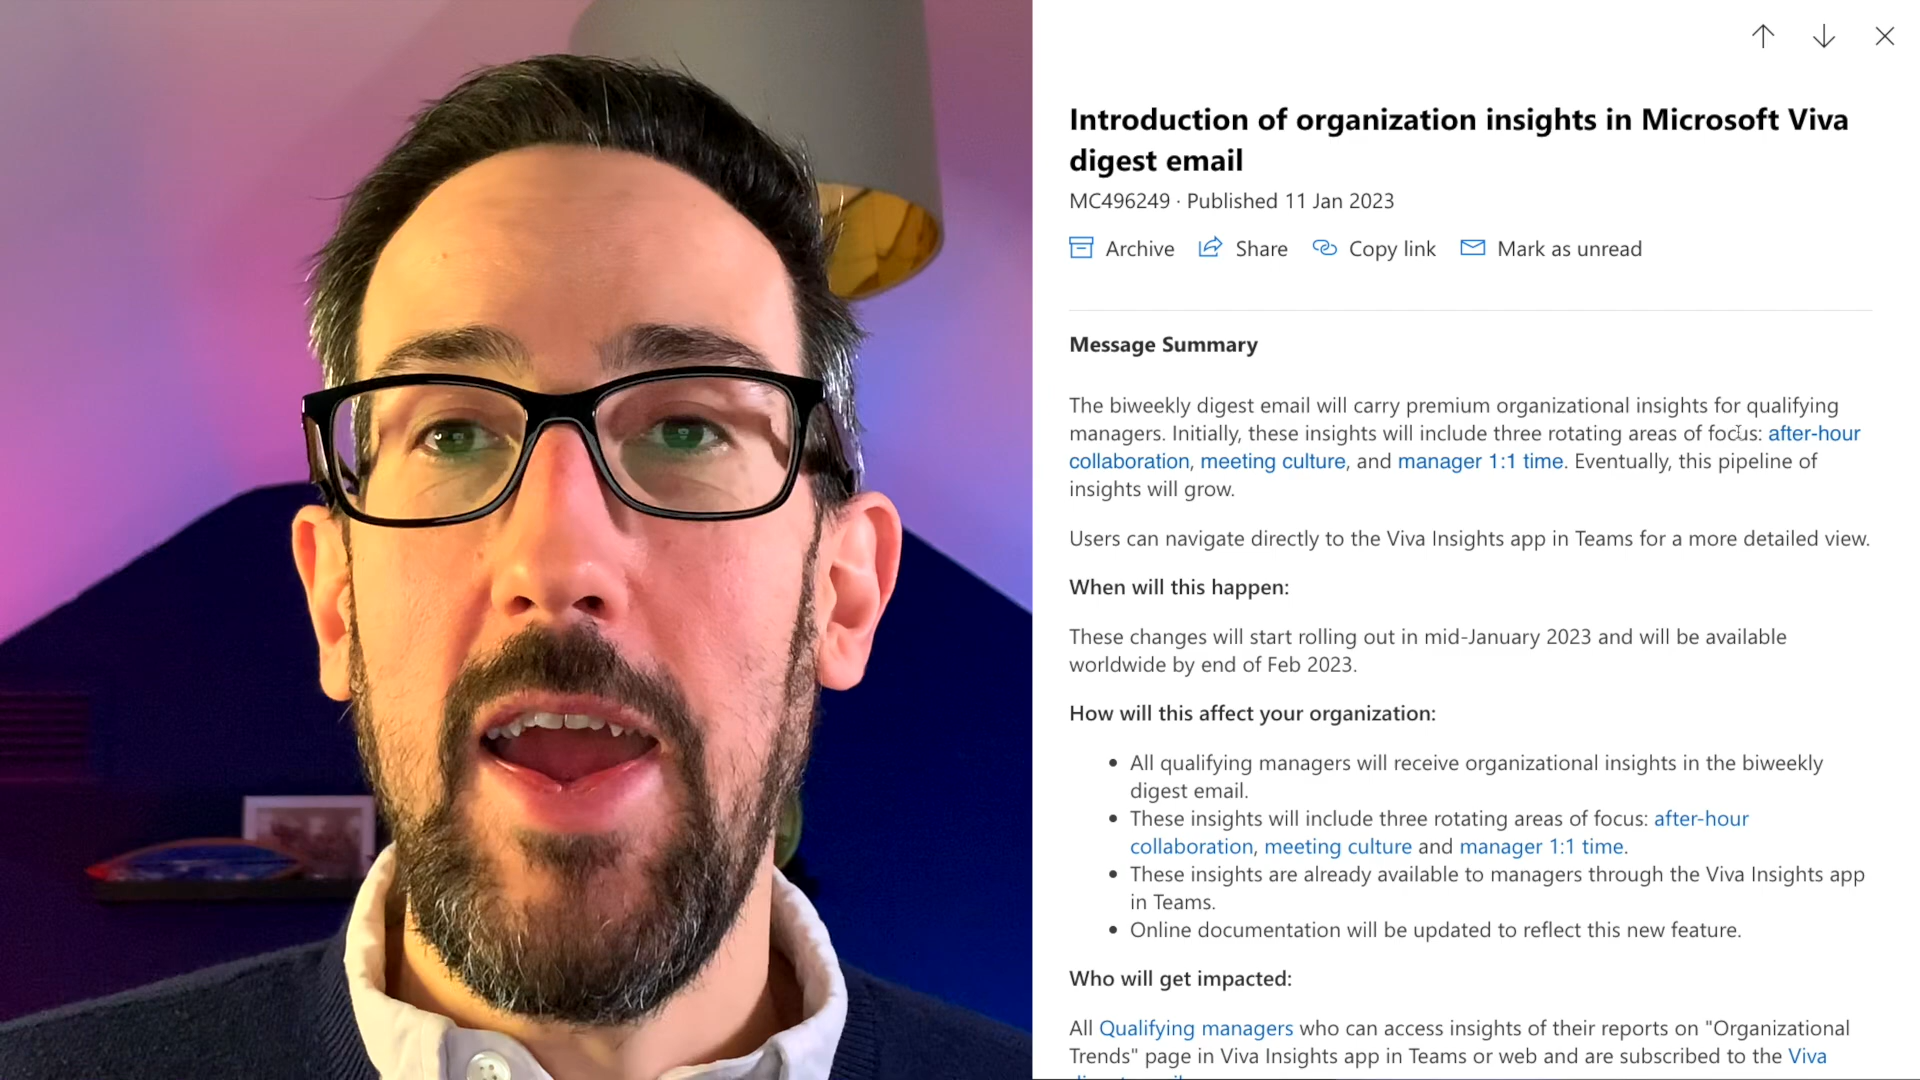 Introduction of organization insights in Microsoft Viva
digest email
MC496249 · Published 11 Jan 2023
Archive Share Copy link Mark as unread
Message Summary
The biweekly digest email will carry premium organizational insights for qualifying
managers. Initially, these insights will include three rotating areas of focus: after-hour
collaboration, meeting culture, and manager 1:1 time. Eventually, this pipeline of
insights will grow.
Users can navigate directly to the Viva Insights app in Teams for a more detailed view.
When will this happen:
These changes will start rolling out in mid-January 2023 and will be available
worldwide by end of Feb 2023.
How will this affect your organization:
• All qualifying managers will receive organizational insights in the biweekly
digest email.
• These insights will include three rotating areas of focus: after-hour
collaboration, meeting culture and manager 1:1 time.
• These insights are already available to managers through the Viva Insights app
in Teams.
• Online documentation will be updated to reflect this new feature.
Who will get impacted:
All Qualifying managers who can access insights of their reports on "Organizational
Trends" page in Viva Insights app in Teams or web and are subscribed to the Viva